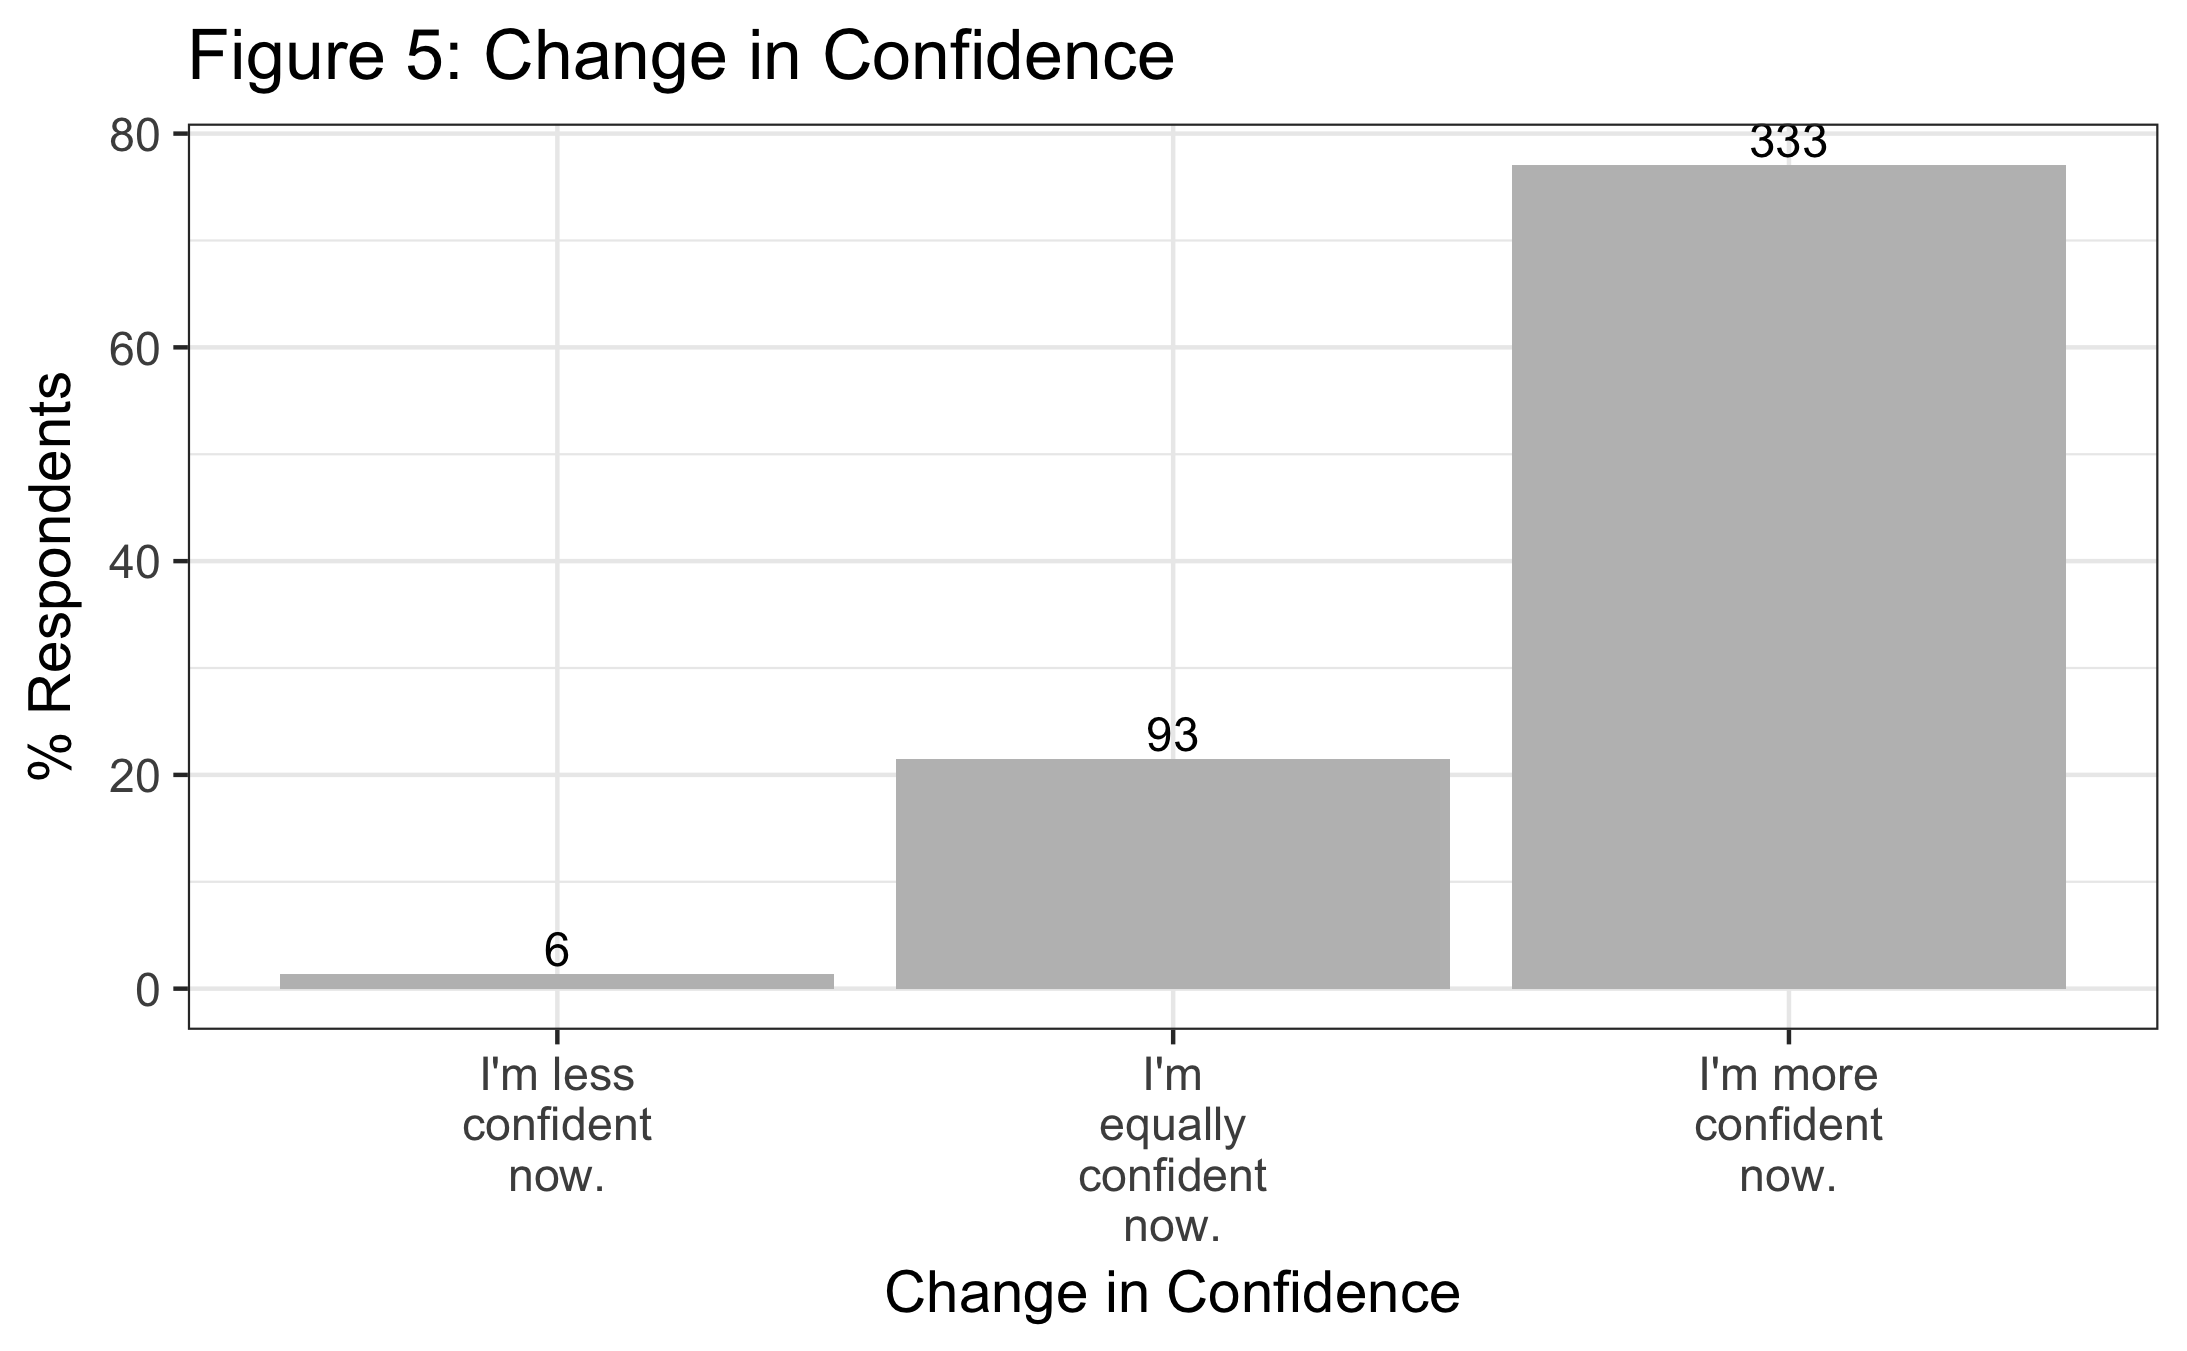 Figure 5: Change in Confidence
80
60
40
20
0
% Respondents
333
93
6
I'm less
confident
now.
I'm
equally
confident
now.
I'm more
confident
now.
Change in Confidence